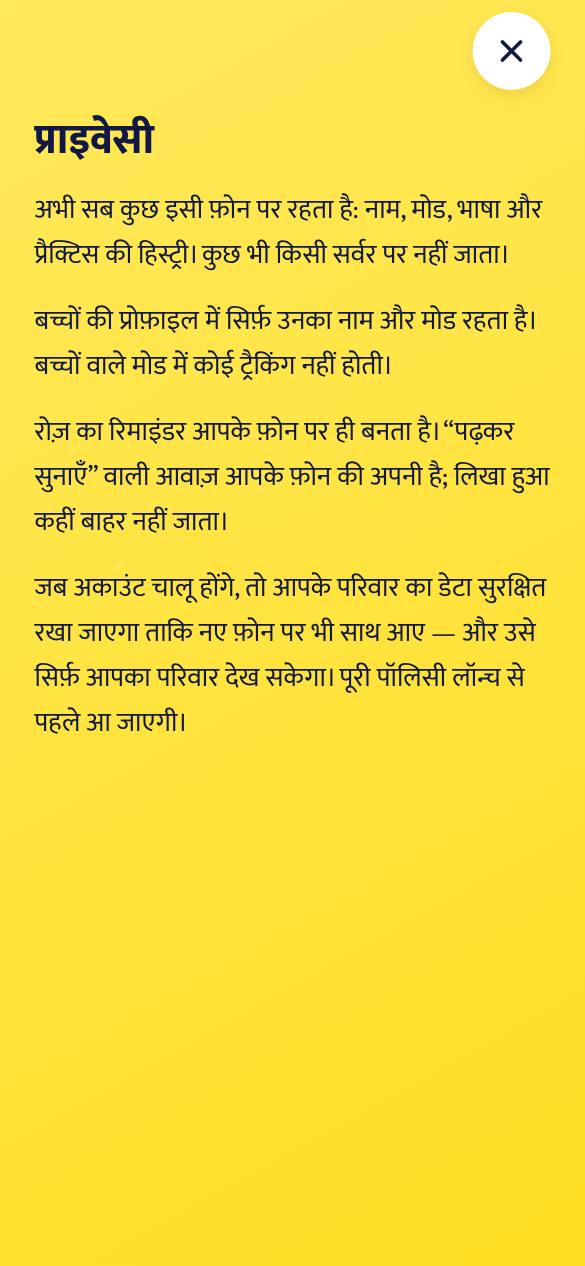 प्राइवेसी
अभी सब कुछ इसी फ़ोन पर रहता है: नाम, मोड, भाषा और
प्रैक्टिस की हिस्ट्री। कुछ भी किसी सर्वर पर नहीं जाता।
बच्चों की प्रोफ़ाइल में सिर्फ़ उनका नाम और मोड रहता है।
बच्चों वाले मोड में कोई ट्रैकिंग नहीं होती।
रोज़ का रिमाइंडर आपके फ़ोन पर ही बनता है। “पढ़कर
सुनाएँ” वाली आवाज़ आपके फ़ोन की अपनी है; लिखा हुआ
कहीं बाहर नहीं जाता।
जब अकाउंट चालू होंगे, तो आपके परिवार का डेटा सुरक्षित
रखा जाएगा ताकि नए फ़ोन पर भी साथ आए — और उसे
सिर्फ़ आपका परिवार देख सकेगा। पूरी पॉलिसी लॉन्च से
पहले आ जाएगी।